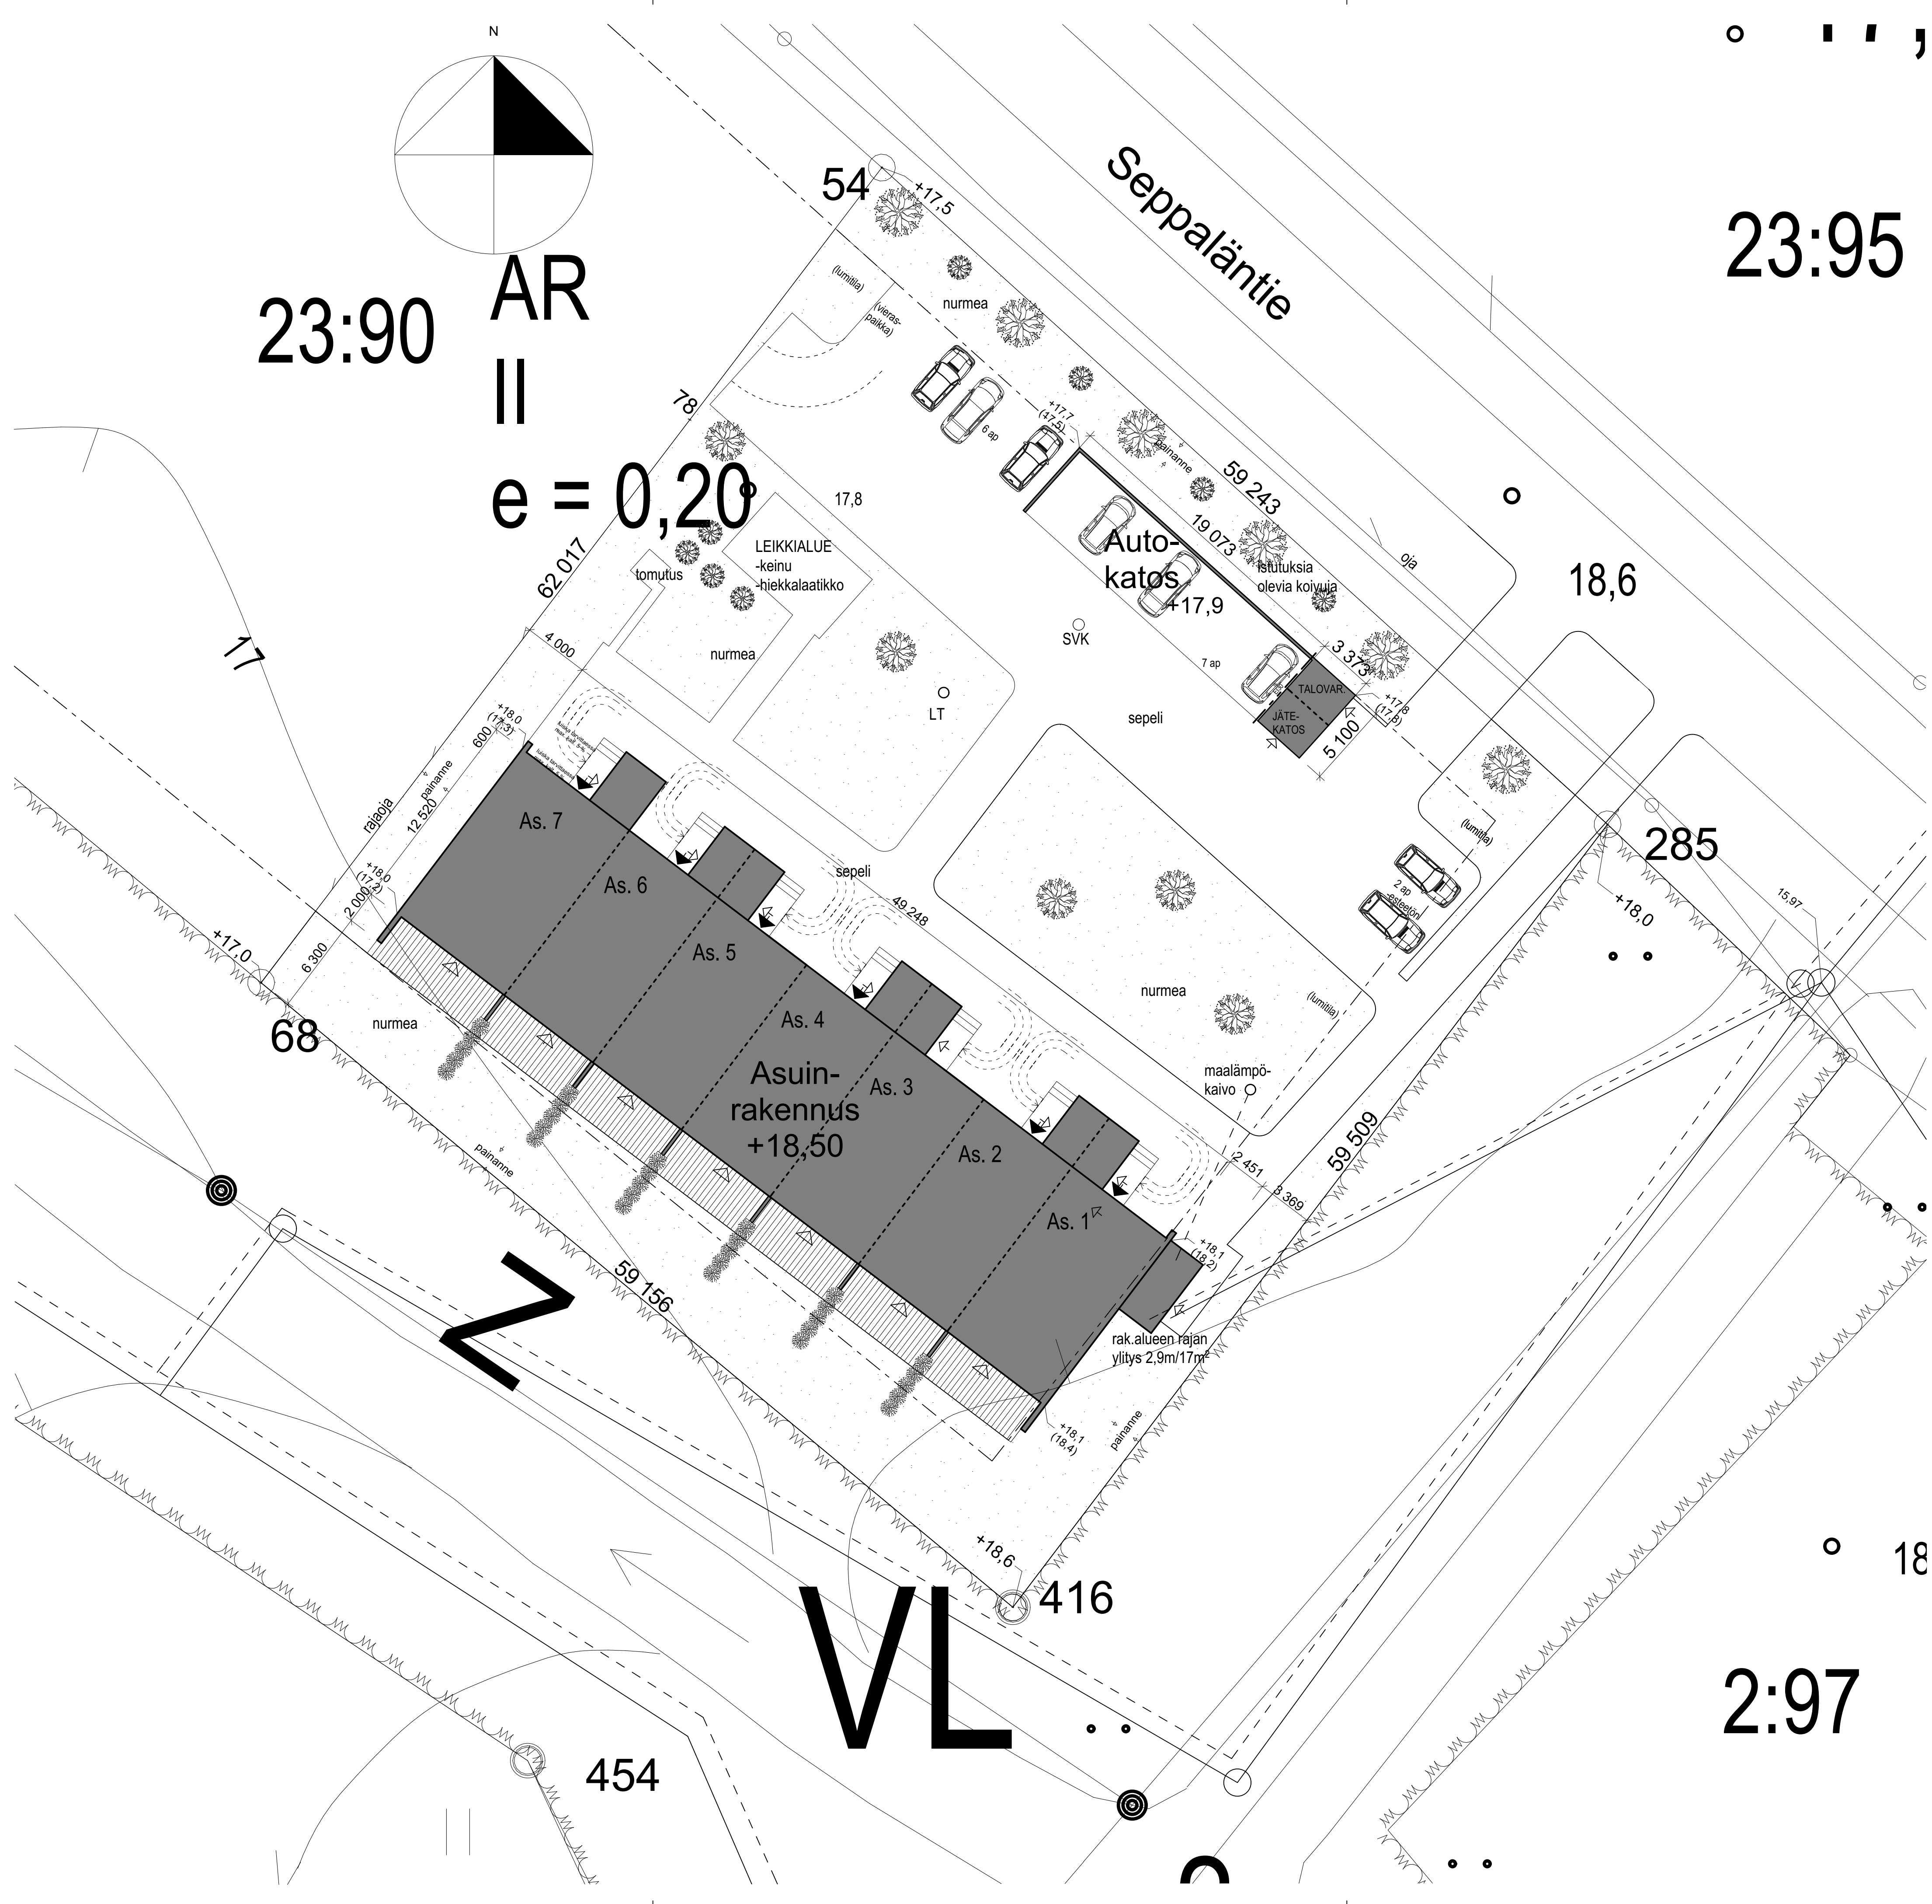 N
54
+17,5
Seppaläntie
23:95
AR
23:90
II
e = 0,20
(lumitila)
(vieras-
paikka)
nurmea
78
6 ap
+17,7
(17,5)
painanne
59 243
19 073
17,8
62 017
LEIKKIALUE
-keinu
-hiekkalaatikko
tomutus
Auto-
katos
+17,9
istutuksia
olevia koivuja
oja
18,6
SVK
4 000
nurmea
7 ap
3 373
TALOVAR.
JÄTE-
KATOS
5 100
+17,8
(17,8)
17
LT
sepeli
+18,0
(17,3)
600
painanne
12 520
rajaoja
As. 7
(lumitila)
285
2 ap
-esteetön
+18,0
15,97
+18,0
(17,2)
2 000
sepeli
As. 6
49 248
+17,0
6 300
As. 5
nurmea
(lumitila)
68
nurmea
As. 4
Asuin-
rakennus
+18,50
As. 3
maalämpö-
kaivo
59 509
painanne
As. 2
2 451
3 369
As. 1
+18,1
(18,2)
59 156
rak.alueen rajan
ylitys 2,9m/17m²
Z
+18,1
(18,4)
painanne
+18,6
416
18
VL
2:97
454